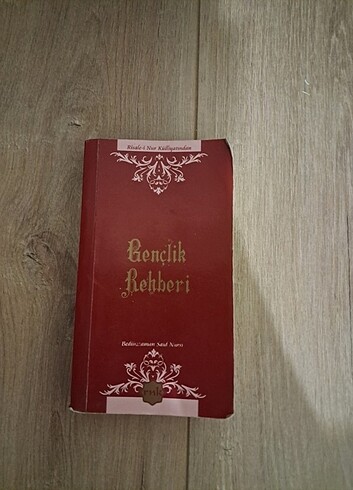 Risale-i Nur Külliyatından
Gençlik
Rehberi
Bediüzzaman Said Nursi